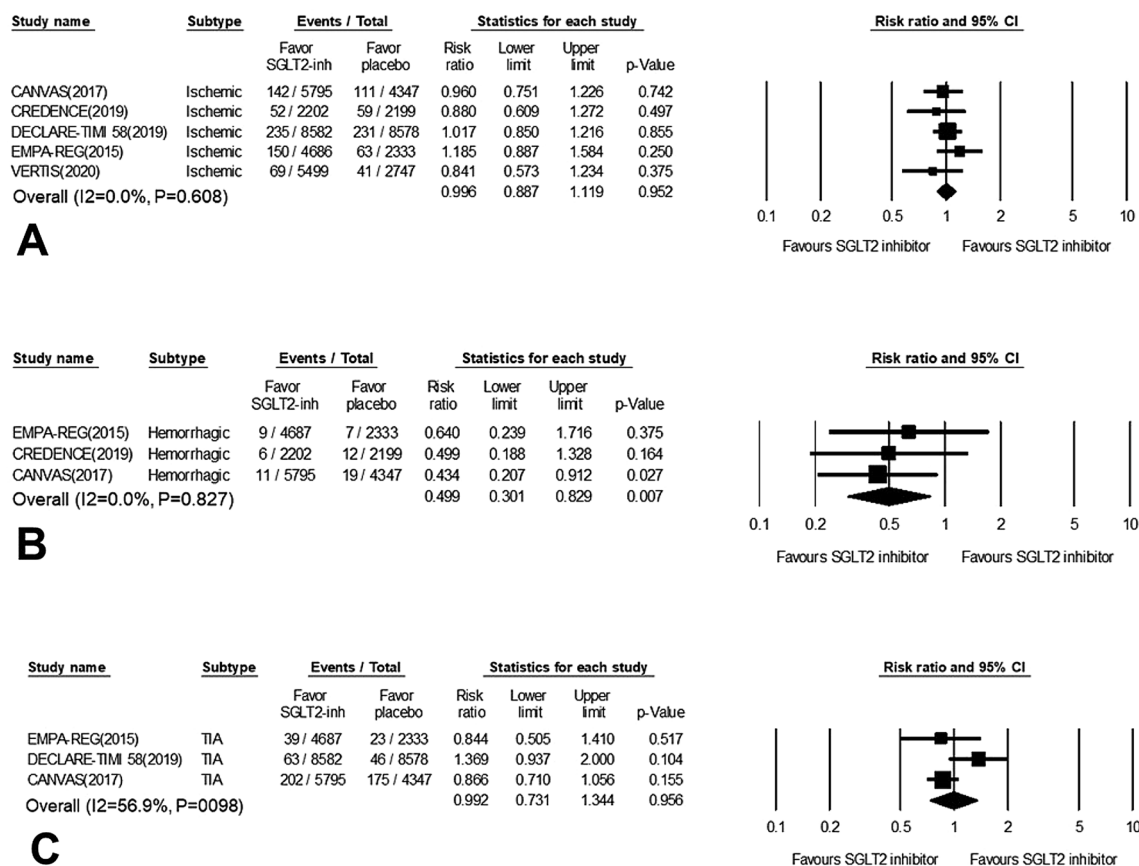 Study name Subtype Events / Total Statistics for each study Risk ratio and 95% CI
Favor SGLT2-inh Favor placebo Risk ratio Lower limit Upper limit p-Value
CANVAS(2017) Ischemic 142 / 5795 111 / 4347 0.960 0.751 1.226 0.742
CREDENCE(2019) Ischemic 52 / 2202 59 / 2199 0.880 0.609 1.272 0.497
DECLARE-TIMI 58(2019) Ischemic 235 / 8582 231 / 8578 1.017 0.850 1.216 0.855
EMPA-REG(2015) Ischemic 150 / 4686 63 / 2333 1.185 0.887 1.584 0.250
VERTIS(2020) Ischemic 69 / 5499 41 / 2747 0.841 0.573 1.234 0.375
Overall (I2=0.0%, P=0.608) 0.996 0.887 1.119 0.952
0.1 0.2 0.5 1 2 5 10
Favours SGLT2 inhibitor Favours SGLT2 inhibitor
A
Study name Subtype Events / Total Statistics for each study Risk ratio and 95% CI
Favor SGLT2-inh Favor placebo Risk ratio Lower limit Upper limit p-Value
EMPA-REG(2015) Hemorrhagic 9 / 4687 7 / 2333 0.640 0.239 1.716 0.375
CREDENCE(2019) Hemorrhagic 6 / 2202 12 / 2199 0.499 0.188 1.328 0.164
CANVAS(2017) Hemorrhagic 11 / 5795 19 / 4347 0.434 0.207 0.912 0.027
Overall (I2=0.0%, P=0.827) 0.499 0.301 0.829 0.007
0.1 0.2 0.5 1 2 5 10
Favours SGLT2 inhibitor Favours SGLT2 inhibitor
B
Study name Subtype Events / Total Statistics for each study Risk ratio and 95% CI
Favor SGLT2-inh Favor placebo Risk ratio Lower limit Upper limit p-Value
EMPA-REG(2015) TIA 39 / 4687 23 / 2333 0.844 0.505 1.410 0.517
DECLARE-TIMI 58(2019) TIA 63 / 8582 46 / 8578 1.369 0.937 2.000 0.104
CANVAS(2017) TIA 202 / 5795 175 / 4347 0.866 0.710 1.056 0.155
Overall (I2=56.9%, P=0098) 0.992 0.731 1.344 0.956
0.1 0.2 0.5 1 2 5 10
Favours SGLT2 inhibitor Favours SGLT2 inhibitor
C